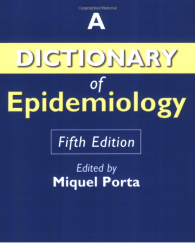 A
DICTIONARY
of
Epidemiology
Fifth Edition
Edited by
Miquel Porta